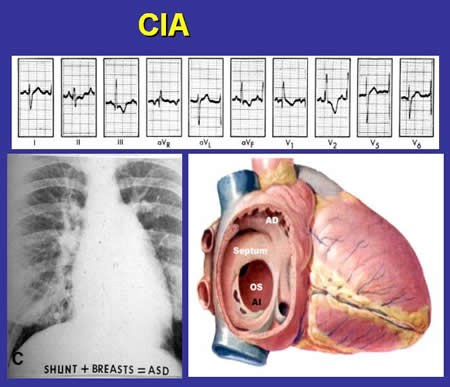 CIA
I II III aVR aVL aVF V1 V2 V5 V6
AD
Septum
OS
AI
C
SHUNT + BREASTS = ASD